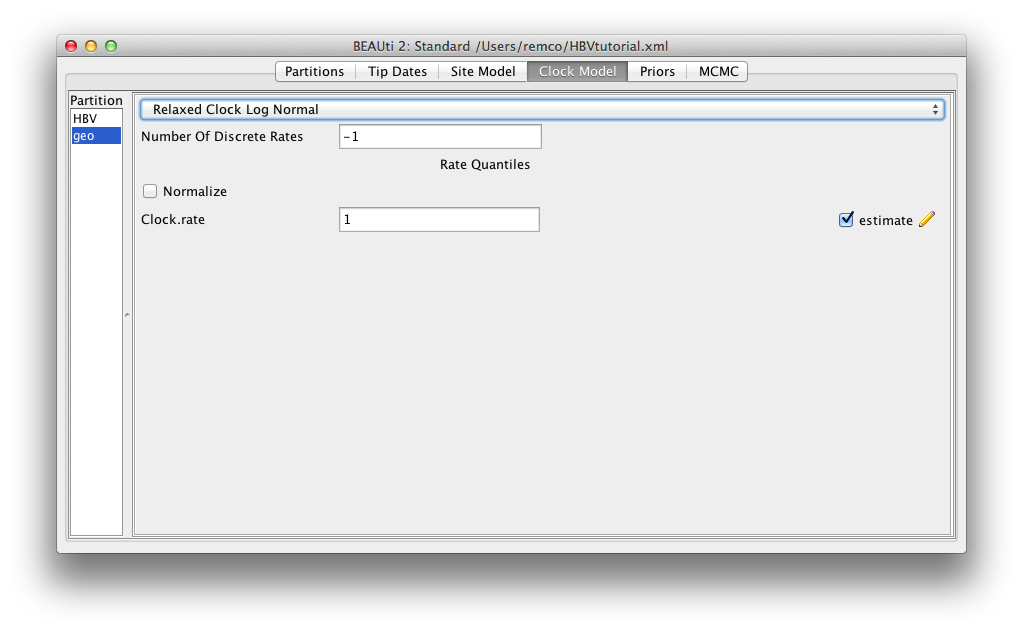 BEAUti 2: Standard /Users/remco/HBVtutorial.xml
Partitions Tip Dates Site Model Clock Model Priors MCMC
Partition
HBV
geo
Relaxed Clock Log Normal
Number Of Discrete Rates -1
Rate Quantiles
Normalize
Clock.rate 1 estimate